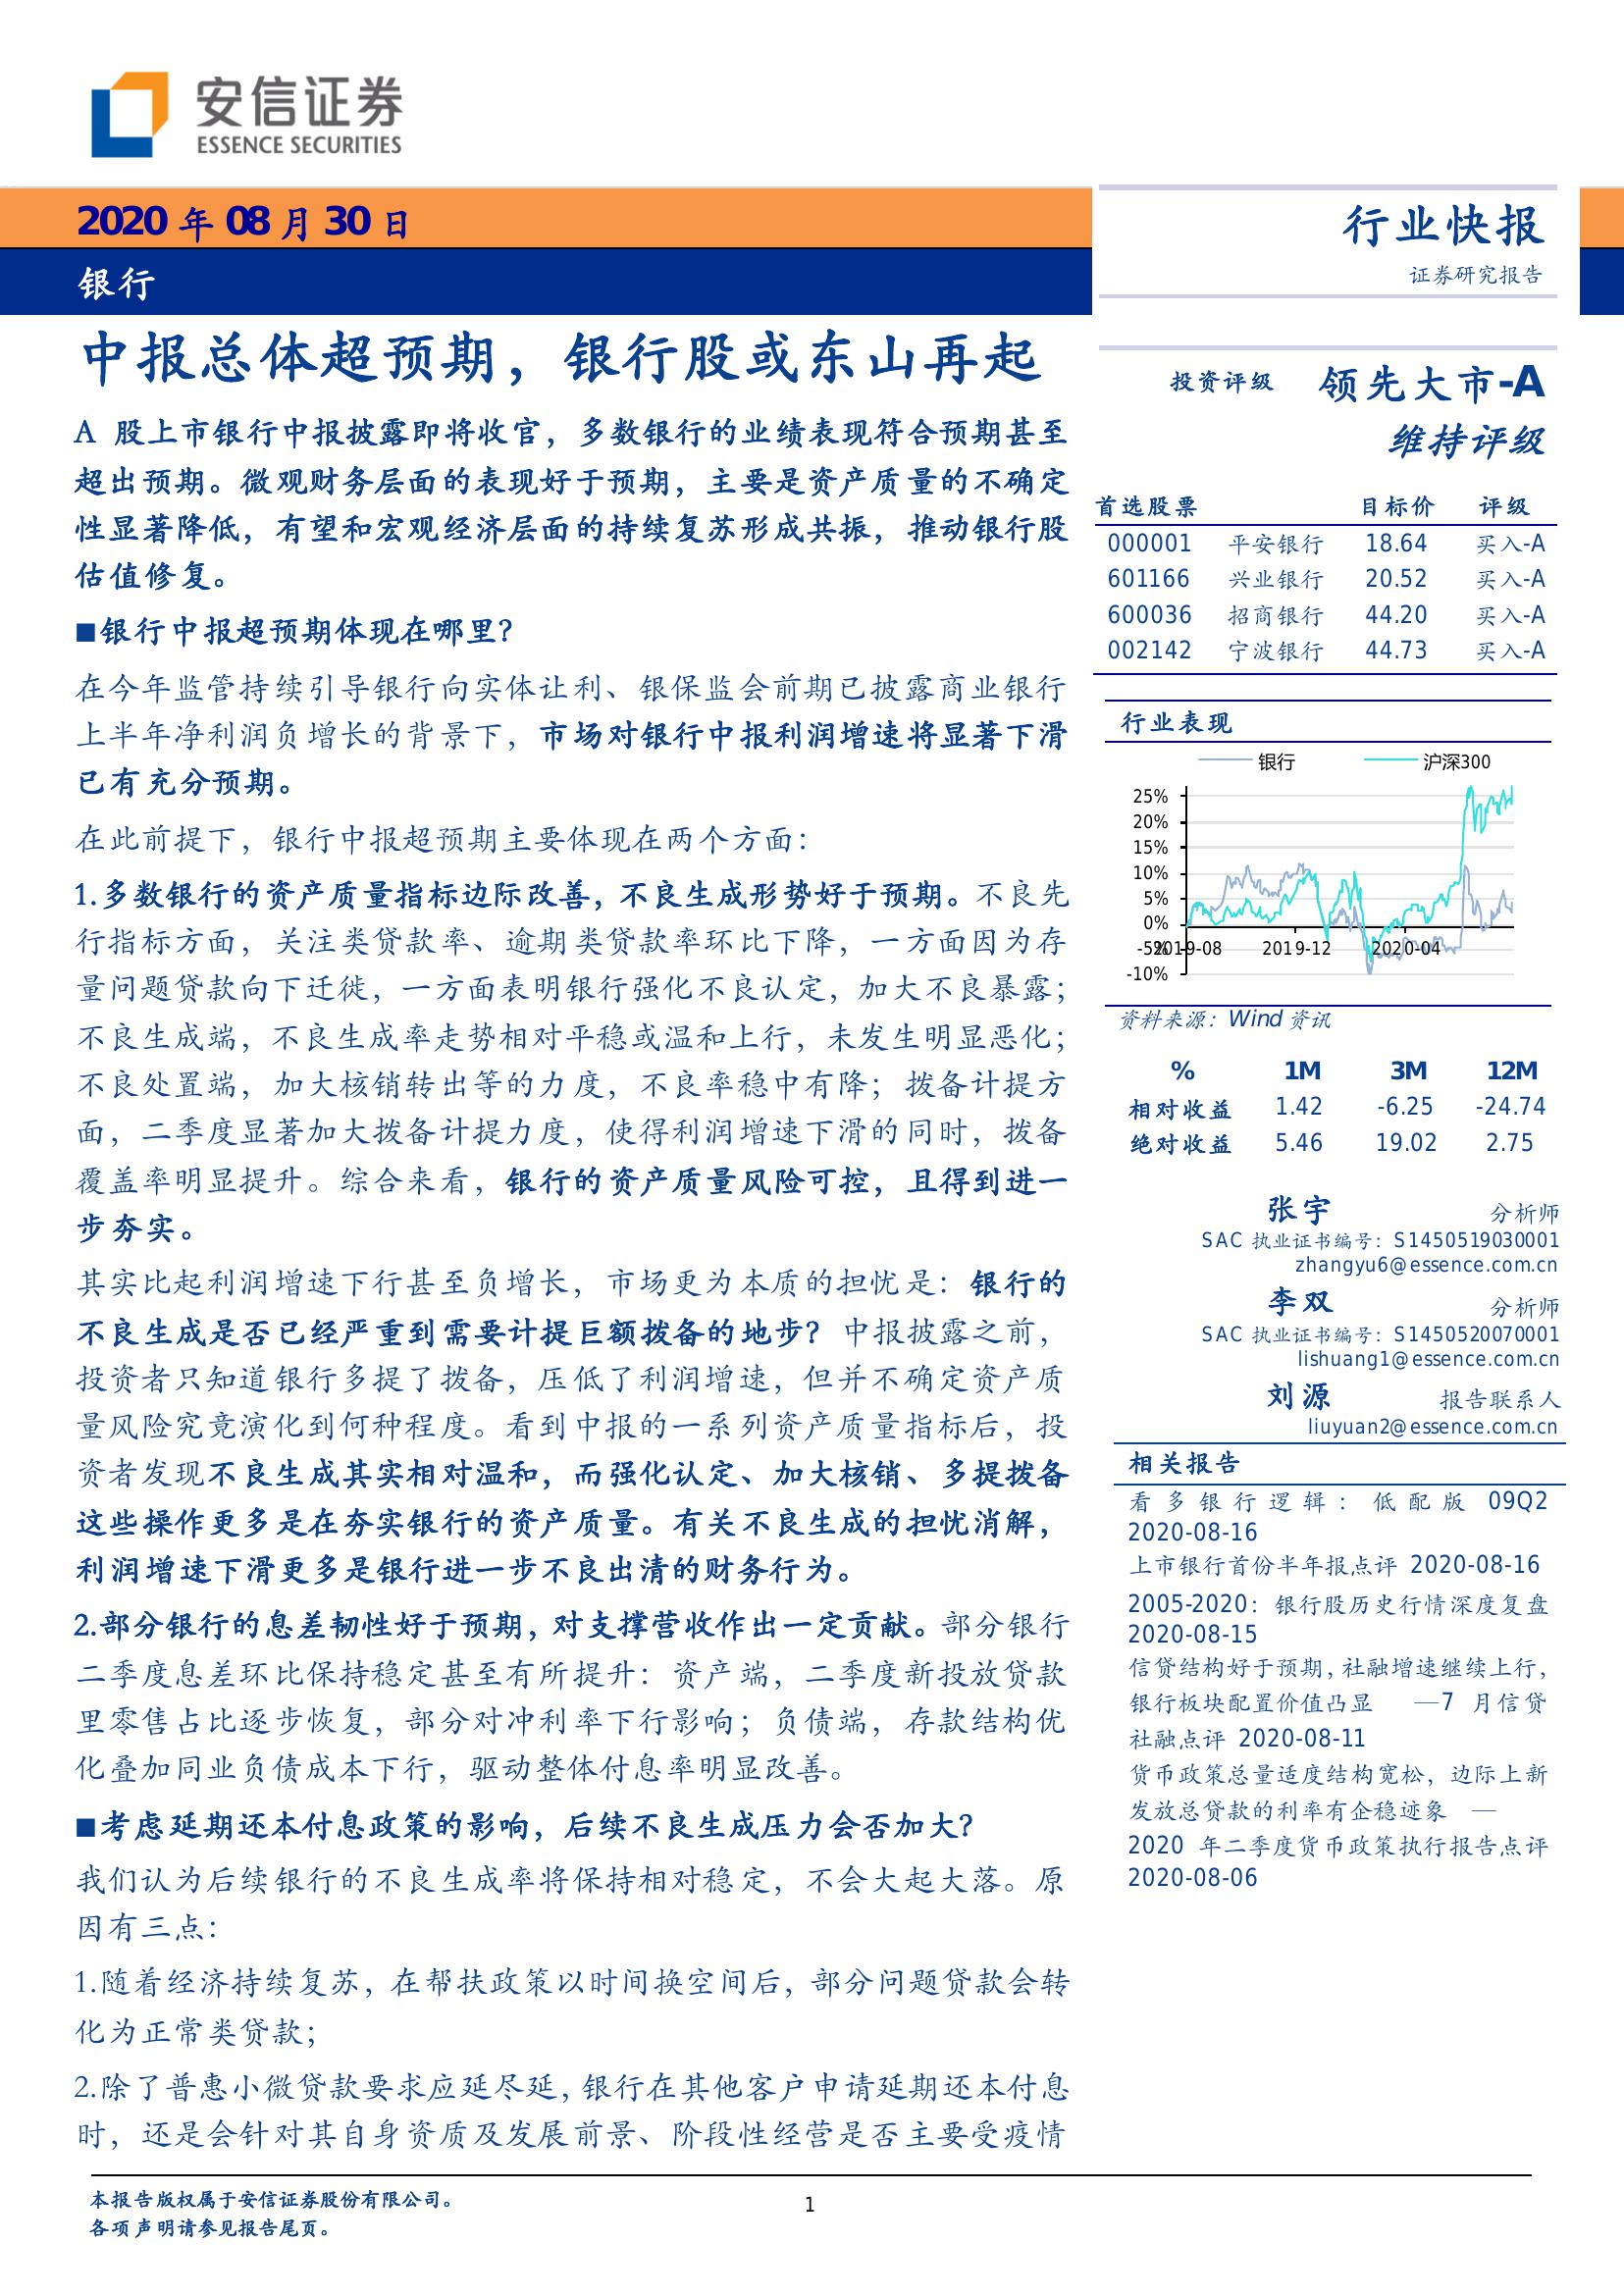 安信证券
ESSENCE SECURITIES
2020 年 08 月 30 日
银行
行业快报
证券研究报告
中报总体超预期，银行股或东山再起
A 股上市银行中报披露即将收官，多数银行的业绩表现符合预期甚至
超出预期。微观财务层面的表现好于预期，主要是资产质量的不确定
性显著降低，有望和宏观经济层面的持续复苏形成共振，推动银行股
估值修复。
■银行中报超预期体现在哪里？
在今年监管持续引导银行向实体让利、银保监会前期已披露商业银行
上半年净利润负增长的背景下，市场对银行中报利润增速将显著下滑
已有充分预期。
在此前提下，银行中报超预期主要体现在两个方面：
1.多数银行的资产质量指标边际改善，不良生成形势好于预期。不良先
行指标方面，关注类贷款率、逾期类贷款率环比下降，一方面因为存
量问题贷款向下迁徙，一方面表明银行强化不良认定，加大不良暴露；
不良生成端，不良生成率走势相对平稳或温和上行，未发生明显恶化；
不良处置端，加大核销转出等的力度，不良率稳中有降；拨备计提方
面，二季度显著加大拨备计提力度，使得利润增速下滑的同时，拨备
覆盖率明显提升。综合来看，银行的资产质量风险可控，且得到进一
步夯实。
其实比起利润增速下行甚至负增长，市场更为本质的担忧是：银行的
不良生成是否已经严重到需要计提巨额拨备的地步？中报披露之前，
投资者只知道银行多提了拨备，压低了利润增速，但并不确定资产质
量风险究竟演化到何种程度。看到中报的一系列资产质量指标后，投
资者发现不良生成其实相对温和，而强化认定、加大核销、多提拨备
这些操作更多是在夯实银行的资产质量。有关不良生成的担忧消解，
利润增速下滑更多是银行进一步不良出清的财务行为。
2.部分银行的息差韧性好于预期，对支撑营收作出一定贡献。部分银行
二季度息差环比保持稳定甚至有所提升：资产端，二季度新投放贷款
里零售占比逐步恢复，部分对冲利率下行影响；负债端，存款结构优
化叠加同业负债成本下行，驱动整体付息率明显改善。
■考虑延期还本付息政策的影响，后续不良生成压力会否加大？
我们认为后续银行的不良生成率将保持相对稳定，不会大起大落。原
因有三点：
1.随着经济持续复苏，在帮扶政策以时间换空间后，部分问题贷款会转
化为正常类贷款；
2.除了普惠小微贷款要求应延尽延，银行在其他客户申请延期还本付息
时，还是会针对其自身资质及发展前景、阶段性经营是否主要受疫情
投资评级 领先大市-A
维持评级
首选股票 目标价 评级
000001 平安银行 18.64 买入-A
601166 兴业银行 20.52 买入-A
600036 招商银行 44.20 买入-A
002142 宁波银行 44.73 买入-A
行业表现
银行 沪深300
25%
20%
15%
10%
5%
0%
-5%
2019-08 2019-12 2020-04
-10%
资料来源：Wind 资讯
% 1M 3M 12M
相对收益 1.42 -6.25 -24.74
绝对收益 5.46 19.02 2.75
张宇 分析师
SAC 执业证书编号：S1450519030001
zhangyu6@essence.com.cn
李双 分析师
SAC 执业证书编号：S1450520070001
lishuang1@essence.com.cn
刘源 报告联系人
liuyuan2@essence.com.cn
相关报告
看多银行逻辑：低配版 09Q2
2020-08-16
上市银行首份半年报点评 2020-08-16
2005-2020：银行股历史行情深度复盘
2020-08-15
信贷结构好于预期，社融增速继续上行，
银行板块配置价值凸显 —7 月信贷
社融点评 2020-08-11
货币政策总量适度结构宽松，边际上新
发放总贷款的利率有企稳迹象 —
2020 年二季度货币政策执行报告点评
2020-08-06
本报告版权属于安信证券股份有限公司。
各项声明请参见报告尾页。
1